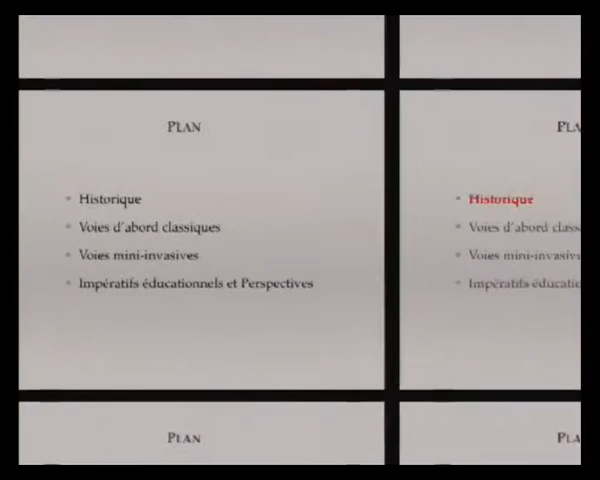 PLAN
Historique
Voies d'abord classiques
Voies mini-invasives
Impératifs éducationnels et Perspectives
PLA
Historique
Voies d'abord class
Voies mini-invasiv
Impératifs éducatio
PLAN
PLA